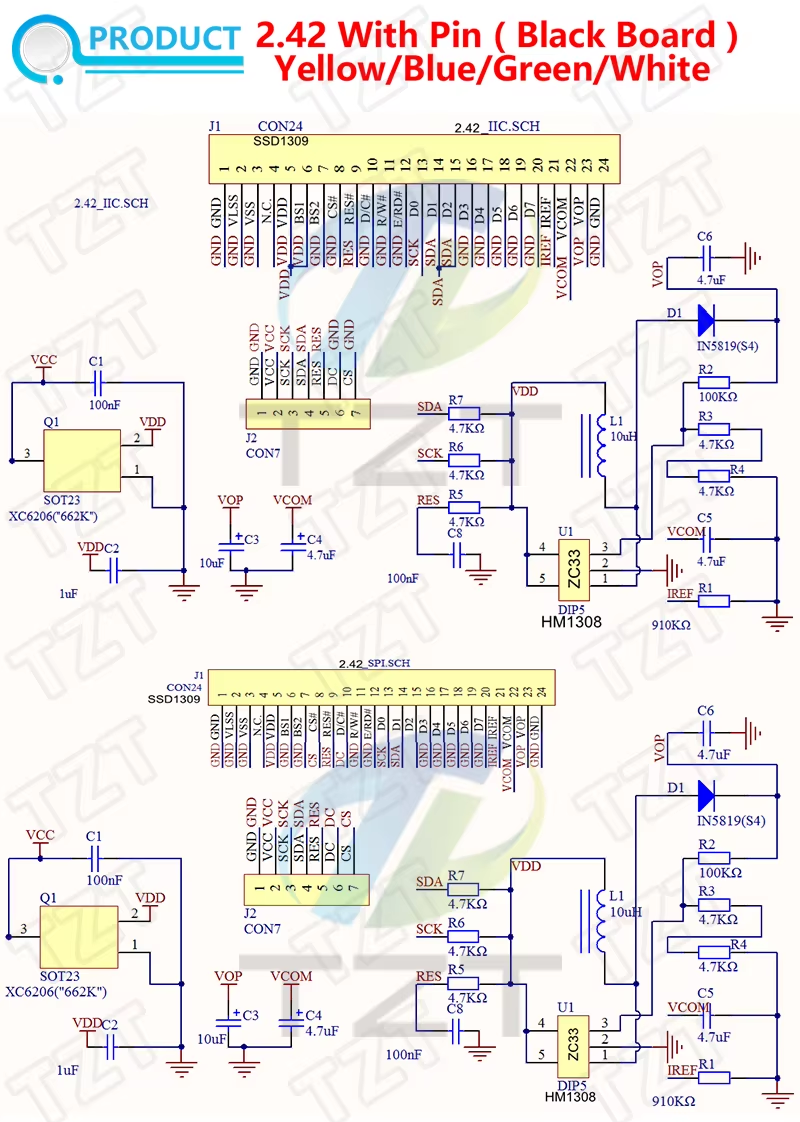 PRODUCT
2.42 With Pin ( Black Board )
Yellow/Blue/Green/White
J1 CON24 2.42_IIC.SCH
SSD1309
2.42_IIC.SCH
1 2 3 4 5 6 7 8 9 10 11 12 13 14 15 16 17 18 19 20 21 22 23 24
GND VLSS VSS N.C. VDD BS1 BS2 CS# RES# D/C# R/W# E/RD# D0 D1 D2 D3 D4 D5 D6 D7 IREF VCOM VOP GND
GND GND GND VDD VDD GND GND RES GND GND GND SCK SDA SDA GND GND GND GND GND IREF VCOM VOP GND
VDD
SDA
GND VCC SCK SDA RES GND GND
GND VCC SCK SDA RES DC CS
1 2 3 4 5 6 7
J2
CON7
VCC
C1
100nF
Q1
VDD
2
3
1
SOT23
XC6206("662K")
VDD C2
1uF
VOP
C3
10uF
VCOM
C4
4.7uF
VDD
SDA R7
4.7KΩ
SCK R6
4.7KΩ
RES R5
4.7KΩ
C8
100nF
L1
10uH
U1
4 3
2
5 1
ZC33
DIP5
HM1308
VOP
C6
4.7uF
D1
IN5819(S4)
R2
100KΩ
R3
4.7KΩ
R4
4.7KΩ
VCOM C5
4.7uF
IREF R1
910KΩ
2.42_SPI.SCH
J1
CON24
SSD1309
1 2 3 4 5 6 7 8 9 10 11 12 13 14 15 16 17 18 19 20 21 22 23 24
GND VLSS VSS N.C. VDD BS1 BS2 CS# RES# D/C# R/W# E/RD# D0 D1 D2 D3 D4 D5 D6 D7 IREF VCOM VOP GND
GND GND GND VDD GND GND CS RES DC GND GND SCK SDA GND GND GND GND GND IREF VCOM VOP GND
GND VCC SCK SDA RES DC CS
GND VCC SCK SDA RES DC CS
1 2 3 4 5 6 7
J2
CON7
VCC
C1
100nF
Q1
VDD
2
3
1
SOT23
XC6206("662K")
VDD C2
1uF
VOP
C3
10uF
VCOM
C4
4.7uF
VDD
SDA R7
4.7KΩ
SCK R6
4.7KΩ
RES R5
4.7KΩ
C8
100nF
L1
10uH
U1
4 3
2
5 1
ZC33
DIP5
HM1308
VOP
C6
4.7uF
D1
IN5819(S4)
R2
100KΩ
R3
4.7KΩ
R4
4.7KΩ
VCOM C5
4.7uF
IREF R1
910KΩ
TZT